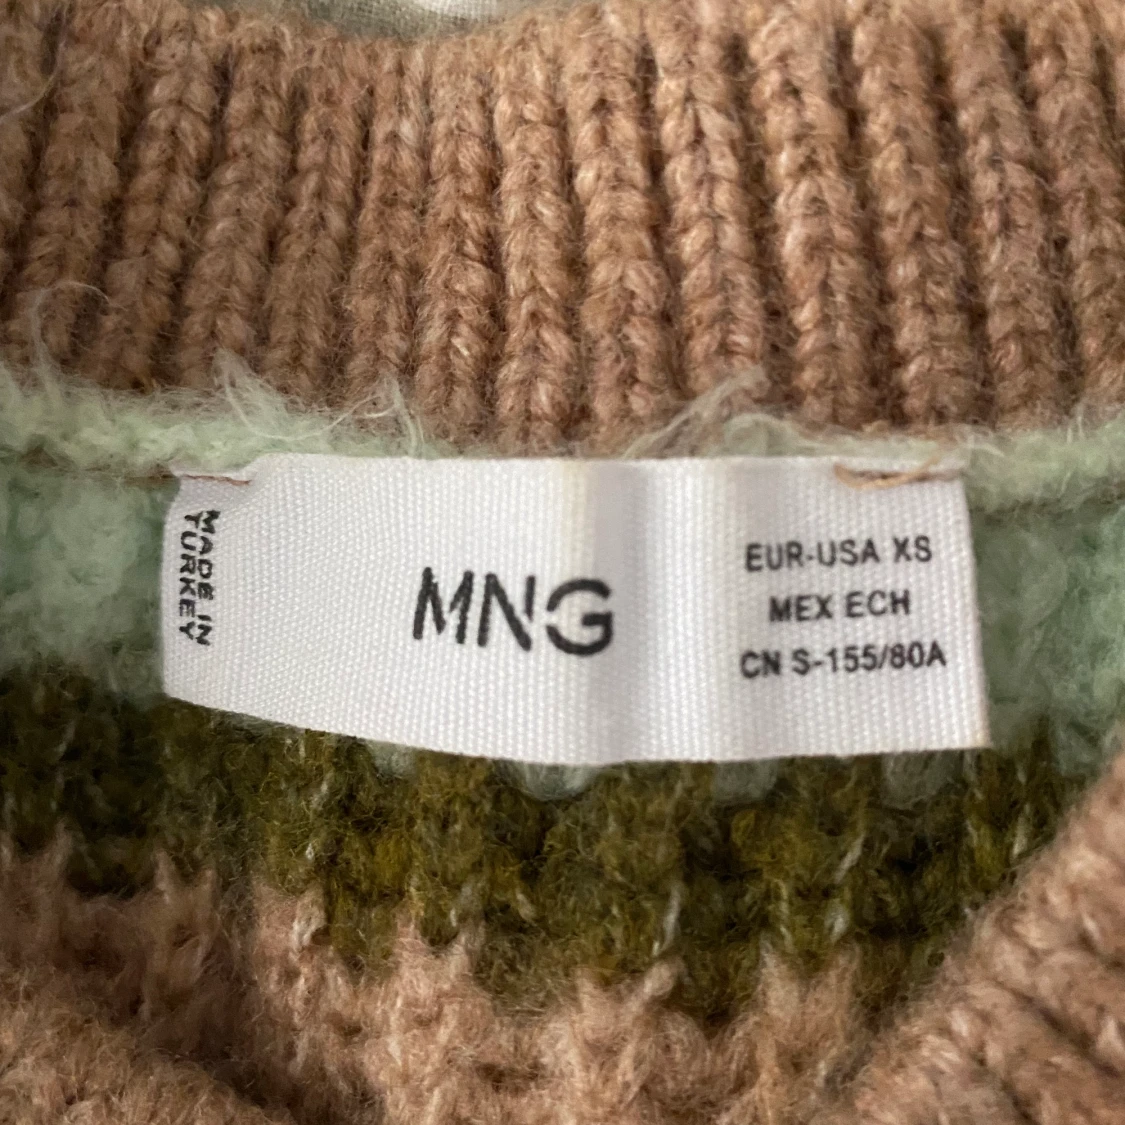 MADE IN
TURKEY
MNG
EUR-USA XS
MEX ECH
CN S-155/80A